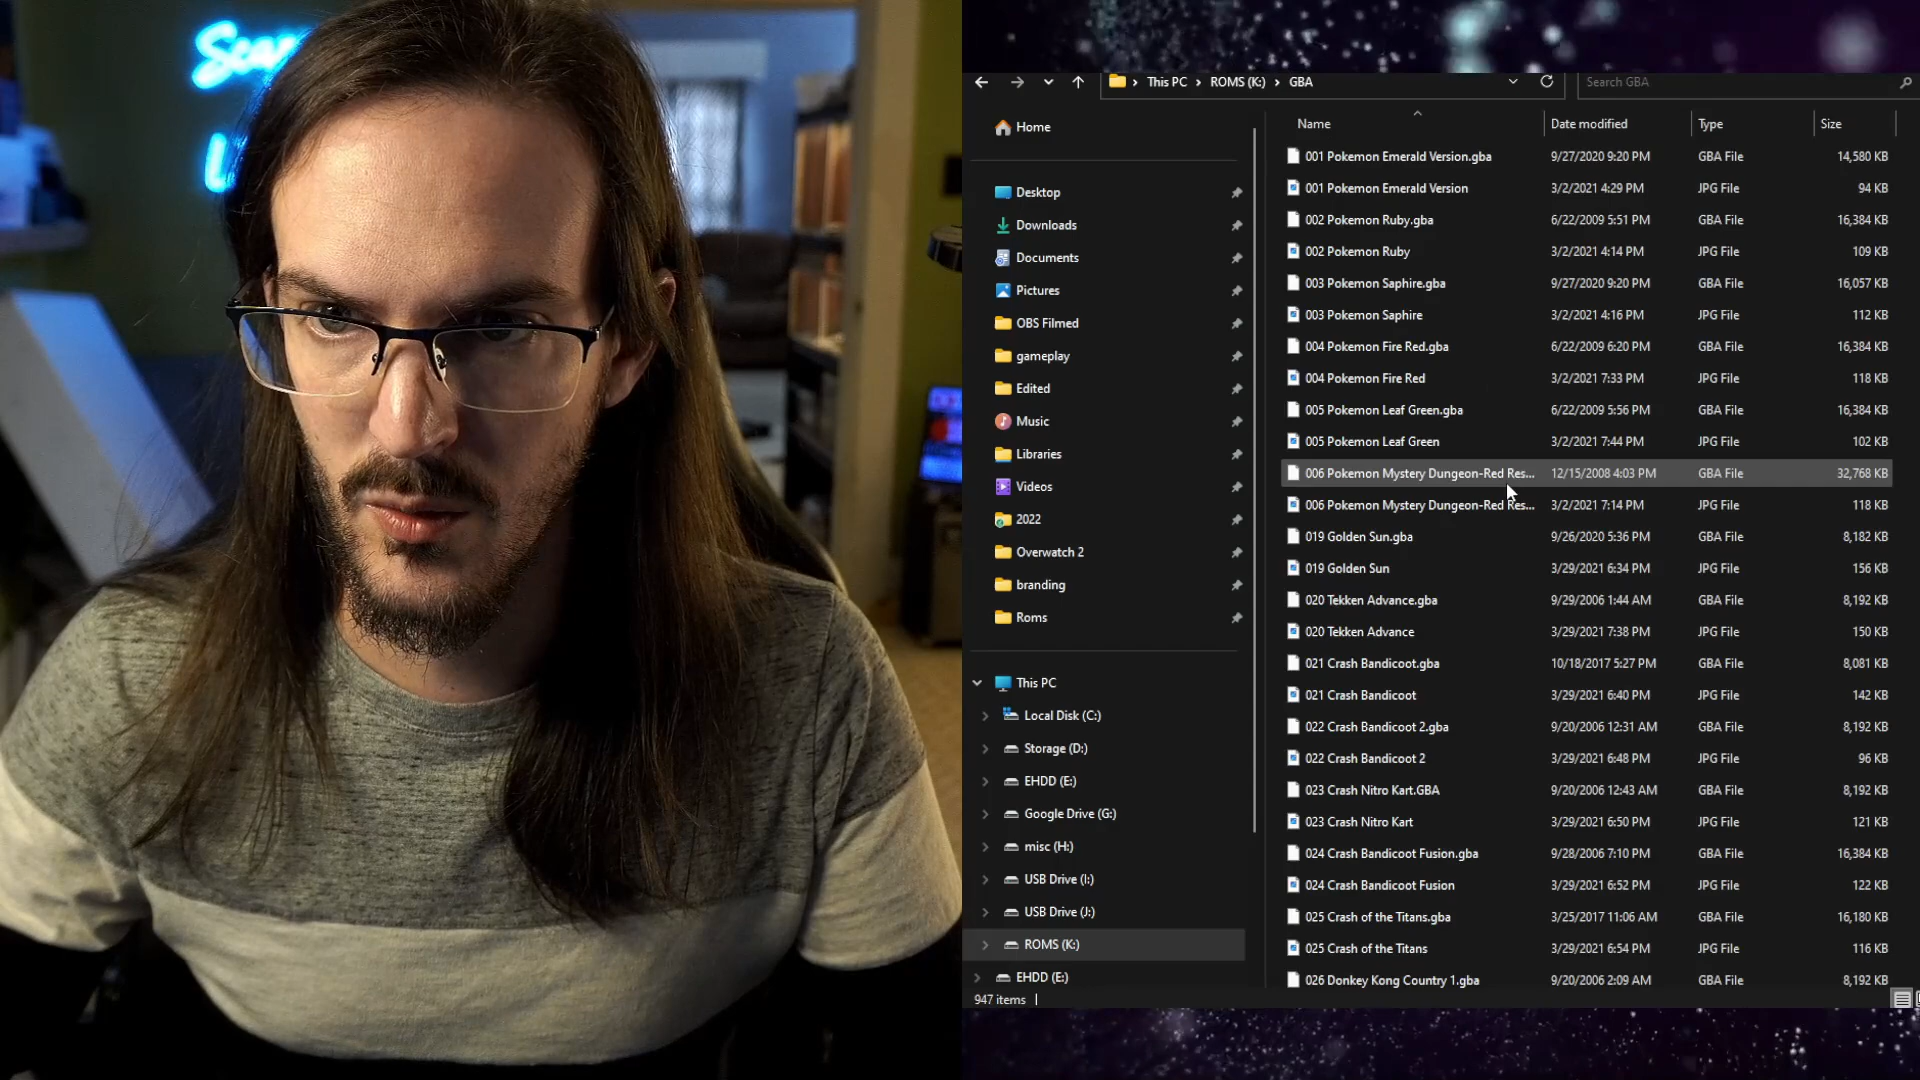 Scar
L
This PC > ROMS (K:) > GBA
Search GBA
Home
Desktop
Downloads
Documents
Pictures
OBS Filmed
gameplay
Edited
Music
Libraries
Videos
2022
Overwatch 2
branding
Roms
This PC
Local Disk (C:)
Storage (D:)
EHDD (E:)
Google Drive (G:)
misc (H:)
USB Drive (I:)
USB Drive (J:)
ROMS (K:)
EHDD (E:)
947 items
Name Date modified Type Size
001 Pokemon Emerald Version.gba 9/27/2020 9:20 PM GBA File 14,580 KB
001 Pokemon Emerald Version 3/2/2021 4:29 PM JPG File 94 KB
002 Pokemon Ruby.gba 6/22/2009 5:51 PM GBA File 16,384 KB
002 Pokemon Ruby 3/2/2021 4:14 PM JPG File 109 KB
003 Pokemon Saphire.gba 9/27/2020 9:20 PM GBA File 16,057 KB
003 Pokemon Saphire 3/2/2021 4:16 PM JPG File 112 KB
004 Pokemon Fire Red.gba 6/22/2009 6:20 PM GBA File 16,384 KB
004 Pokemon Fire Red 3/2/2021 7:33 PM JPG File 118 KB
005 Pokemon Leaf Green.gba 6/22/2009 5:56 PM GBA File 16,384 KB
005 Pokemon Leaf Green 3/2/2021 7:44 PM JPG File 102 KB
006 Pokemon Mystery Dungeon-Red Res... 12/15/2008 4:03 PM GBA File 32,768 KB
006 Pokemon Mystery Dungeon-Red Res... 3/2/2021 7:14 PM JPG File 118 KB
019 Golden Sun.gba 9/26/2020 5:36 PM GBA File 8,182 KB
019 Golden Sun 3/29/2021 6:34 PM JPG File 156 KB
020 Tekken Advance.gba 9/29/2006 1:44 AM GBA File 8,192 KB
020 Tekken Advance 3/29/2021 7:38 PM JPG File 150 KB
021 Crash Bandicoot.gba 10/18/2017 5:27 PM GBA File 8,081 KB
021 Crash Bandicoot 3/29/2021 6:40 PM JPG File 142 KB
022 Crash Bandicoot 2.gba 9/20/2006 12:31 AM GBA File 8,192 KB
022 Crash Bandicoot 2 3/29/2021 6:48 PM JPG File 96 KB
023 Crash Nitro Kart.GBA 9/20/2006 12:43 AM GBA File 8,192 KB
023 Crash Nitro Kart 3/29/2021 6:50 PM JPG File 121 KB
024 Crash Bandicoot Fusion.gba 9/28/2006 7:10 PM GBA File 16,384 KB
024 Crash Bandicoot Fusion 3/29/2021 6:52 PM JPG File 122 KB
025 Crash of the Titans.gba 3/25/2017 11:06 AM GBA File 16,180 KB
025 Crash of the Titans 3/29/2021 6:54 PM JPG File 116 KB
026 Donkey Kong Country 1.gba 9/20/2006 2:09 AM GBA File 8,192 KB